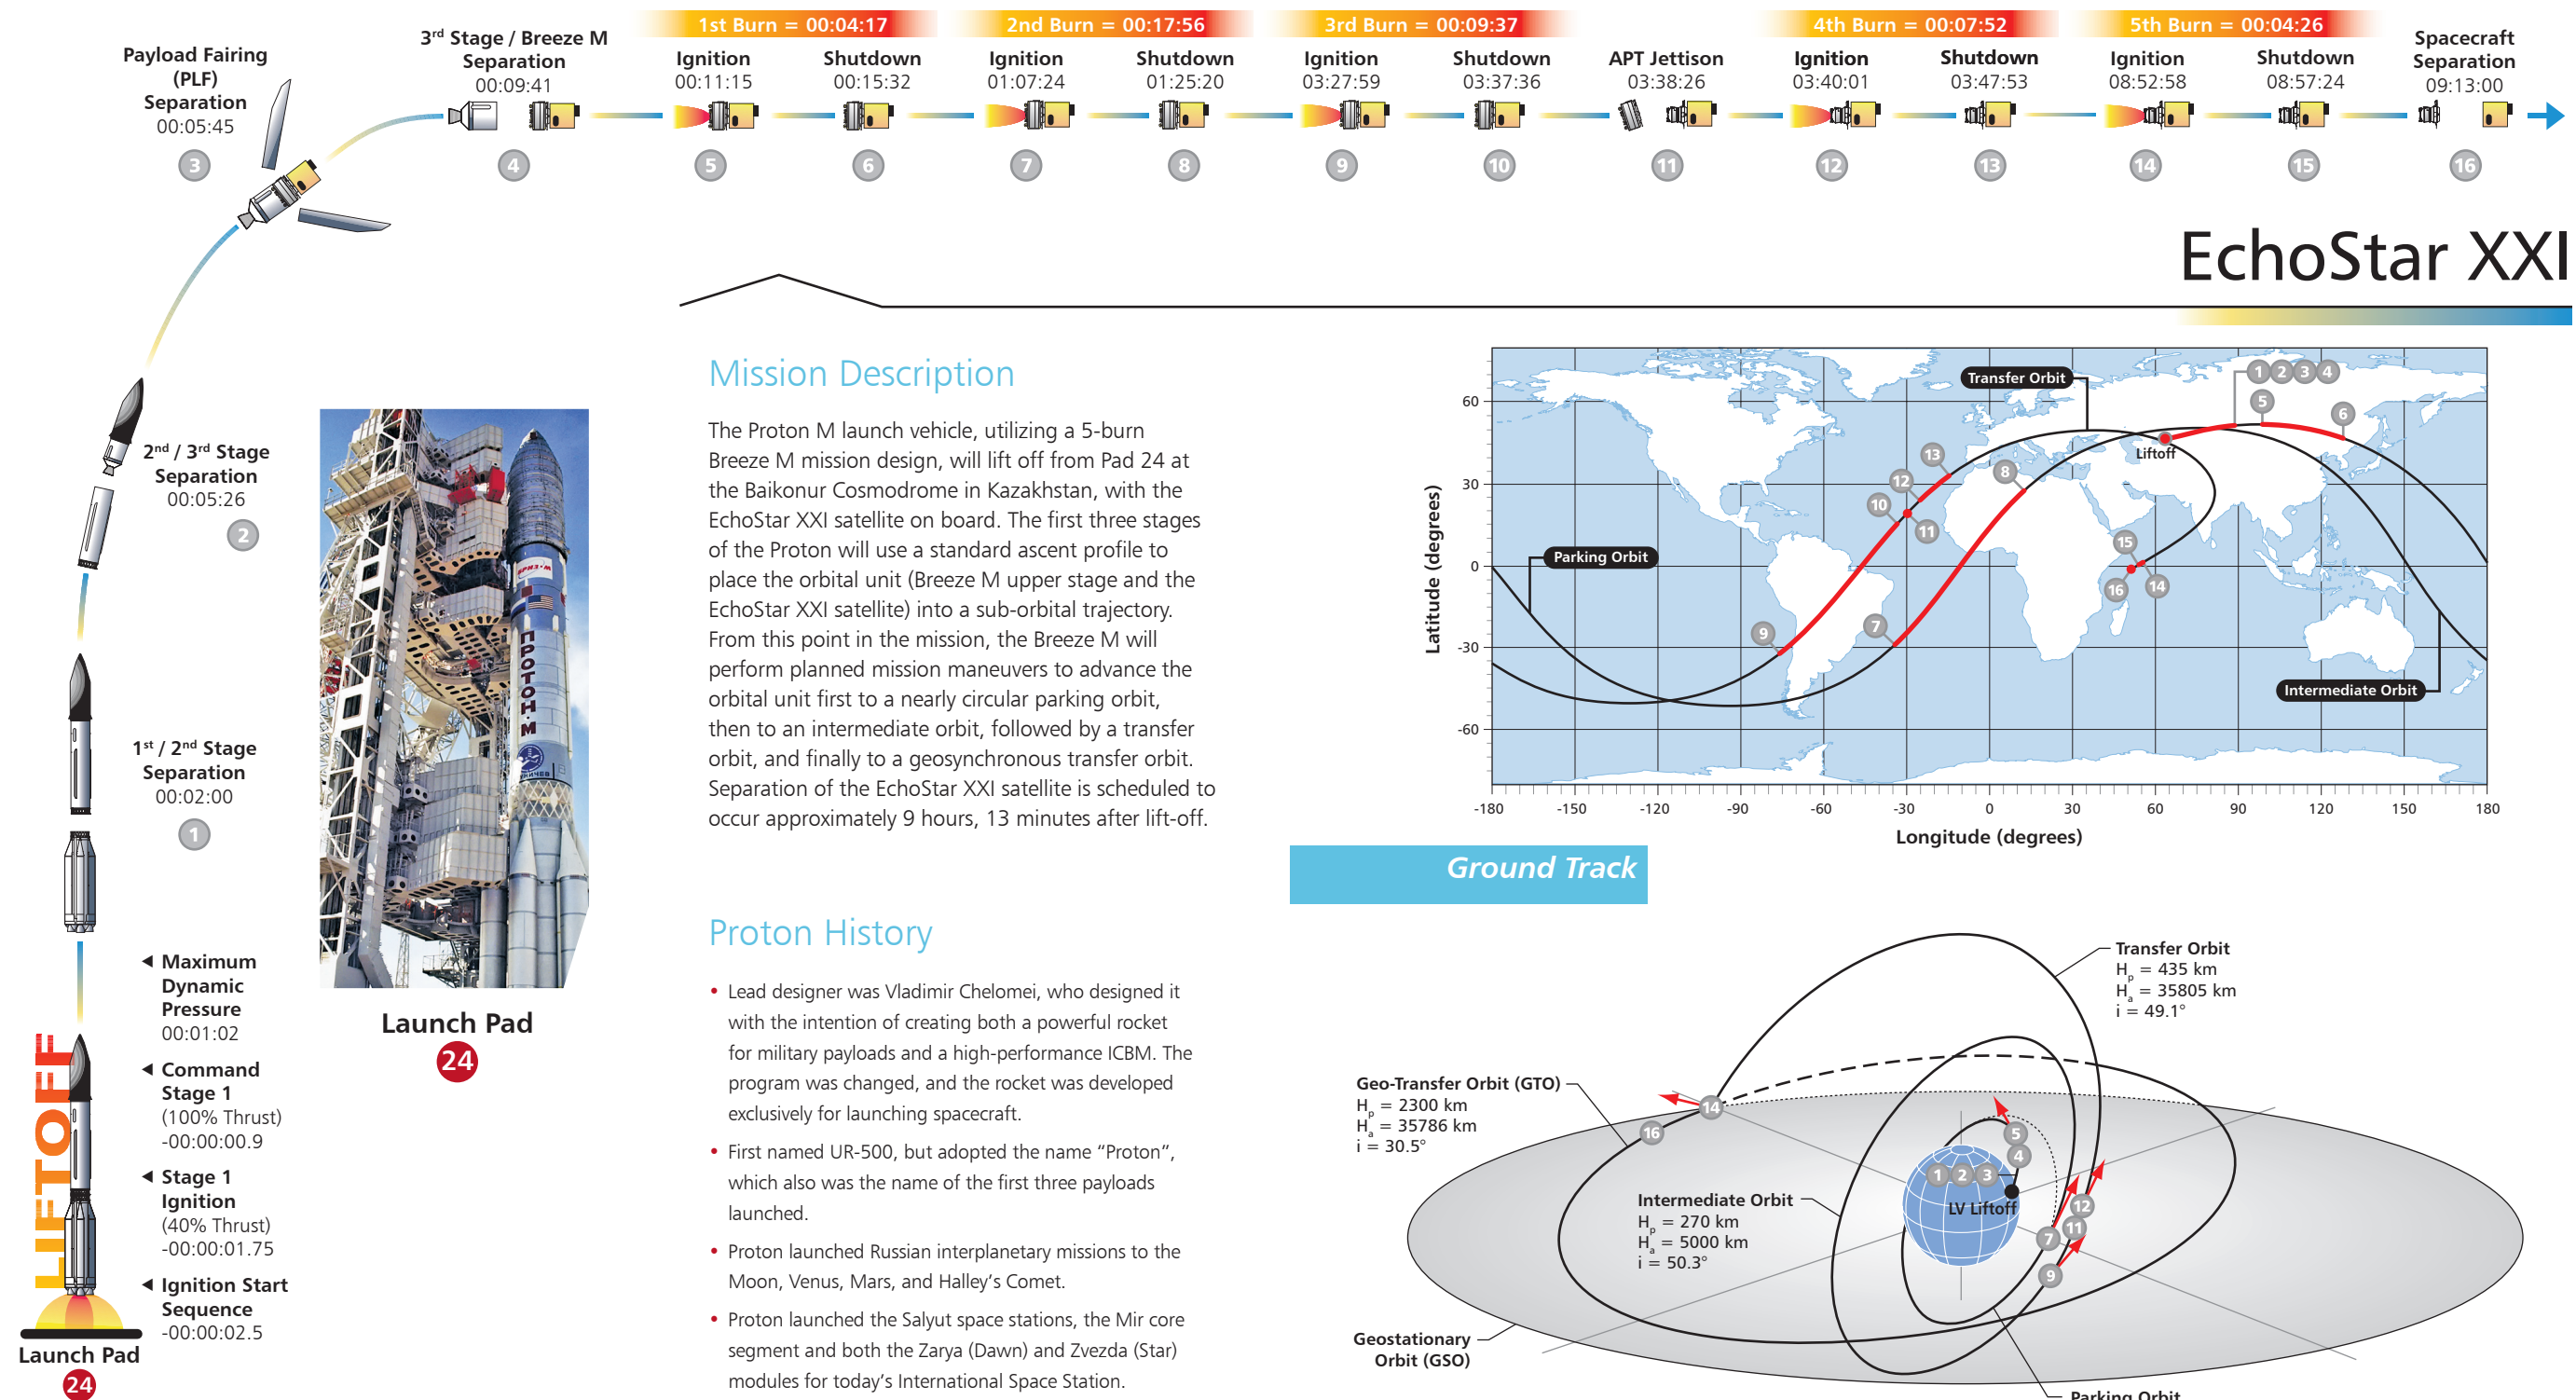 1st Burn = 00:04:17
2nd Burn = 00:17:56
3rd Burn = 00:09:37
4th Burn = 00:07:52
5th Burn = 00:04:26
Payload Fairing
(PLF)
Separation
00:05:45
3
3rd Stage / Breeze M
Separation
00:09:41
4
Ignition
00:11:15
5
Shutdown
00:15:32
6
Ignition
01:07:24
7
Shutdown
01:25:20
8
Ignition
03:27:59
9
Shutdown
03:37:36
10
APT Jettison
03:38:26
11
Ignition
03:40:01
12
Shutdown
03:47:53
13
Ignition
08:52:58
14
Shutdown
08:57:24
15
Spacecraft
Separation
09:13:00
16
2nd / 3rd Stage
Separation
00:05:26
2
1st / 2nd Stage
Separation
00:02:00
1
Maximum
Dynamic
Pressure
00:01:02
Command
Stage 1
(100% Thrust)
-00:00:00.9
Stage 1
Ignition
(40% Thrust)
-00:00:01.75
Ignition Start
Sequence
-00:00:02.5
LIFTOFF
Launch Pad
24
БРИЗ-М
ПРОТОН-М
Launch Pad
24
EchoStar XXI
Mission Description
The Proton M launch vehicle, utilizing a 5-burn
Breeze M mission design, will lift off from Pad 24 at
the Baikonur Cosmodrome in Kazakhstan, with the
EchoStar XXI satellite on board. The first three stages
of the Proton will use a standard ascent profile to
place the orbital unit (Breeze M upper stage and the
EchoStar XXI satellite) into a sub-orbital trajectory.
From this point in the mission, the Breeze M will
perform planned mission maneuvers to advance the
orbital unit first to a nearly circular parking orbit,
then to an intermediate orbit, followed by a transfer
orbit, and finally to a geosynchronous transfer orbit.
Separation of the EchoStar XXI satellite is scheduled to
occur approximately 9 hours, 13 minutes after lift-off.
Proton History
• Lead designer was Vladimir Chelomei, who designed it
with the intention of creating both a powerful rocket
for military payloads and a high-performance ICBM. The
program was changed, and the rocket was developed
exclusively for launching spacecraft.
• First named UR-500, but adopted the name “Proton”,
which also was the name of the first three payloads
launched.
• Proton launched Russian interplanetary missions to the
Moon, Venus, Mars, and Halley’s Comet.
• Proton launched the Salyut space stations, the Mir core
segment and both the Zarya (Dawn) and Zvezda (Star)
modules for today’s International Space Station.
Latitude (degrees)
60
30
0
-30
-60
Transfer Orbit
Parking Orbit
Intermediate Orbit
Liftoff
1 2 3 4
5
6
13
12
8
10
11
15
16
14
9
7
-180 -150 -120 -90 -60 -30 0 30 60 90 120 150 180
Longitude (degrees)
Ground Track
Transfer Orbit
Hp = 435 km
Ha = 35805 km
i = 49.1°
Geo-Transfer Orbit (GTO)
Hp = 2300 km
Ha = 35786 km
i = 30.5°
Intermediate Orbit
Hp = 270 km
Ha = 5000 km
i = 50.3°
14
16
5
4
1 2 3
LV Liftoff
12
11
7
9
Geostationary
Orbit (GSO)
Parking Orbit